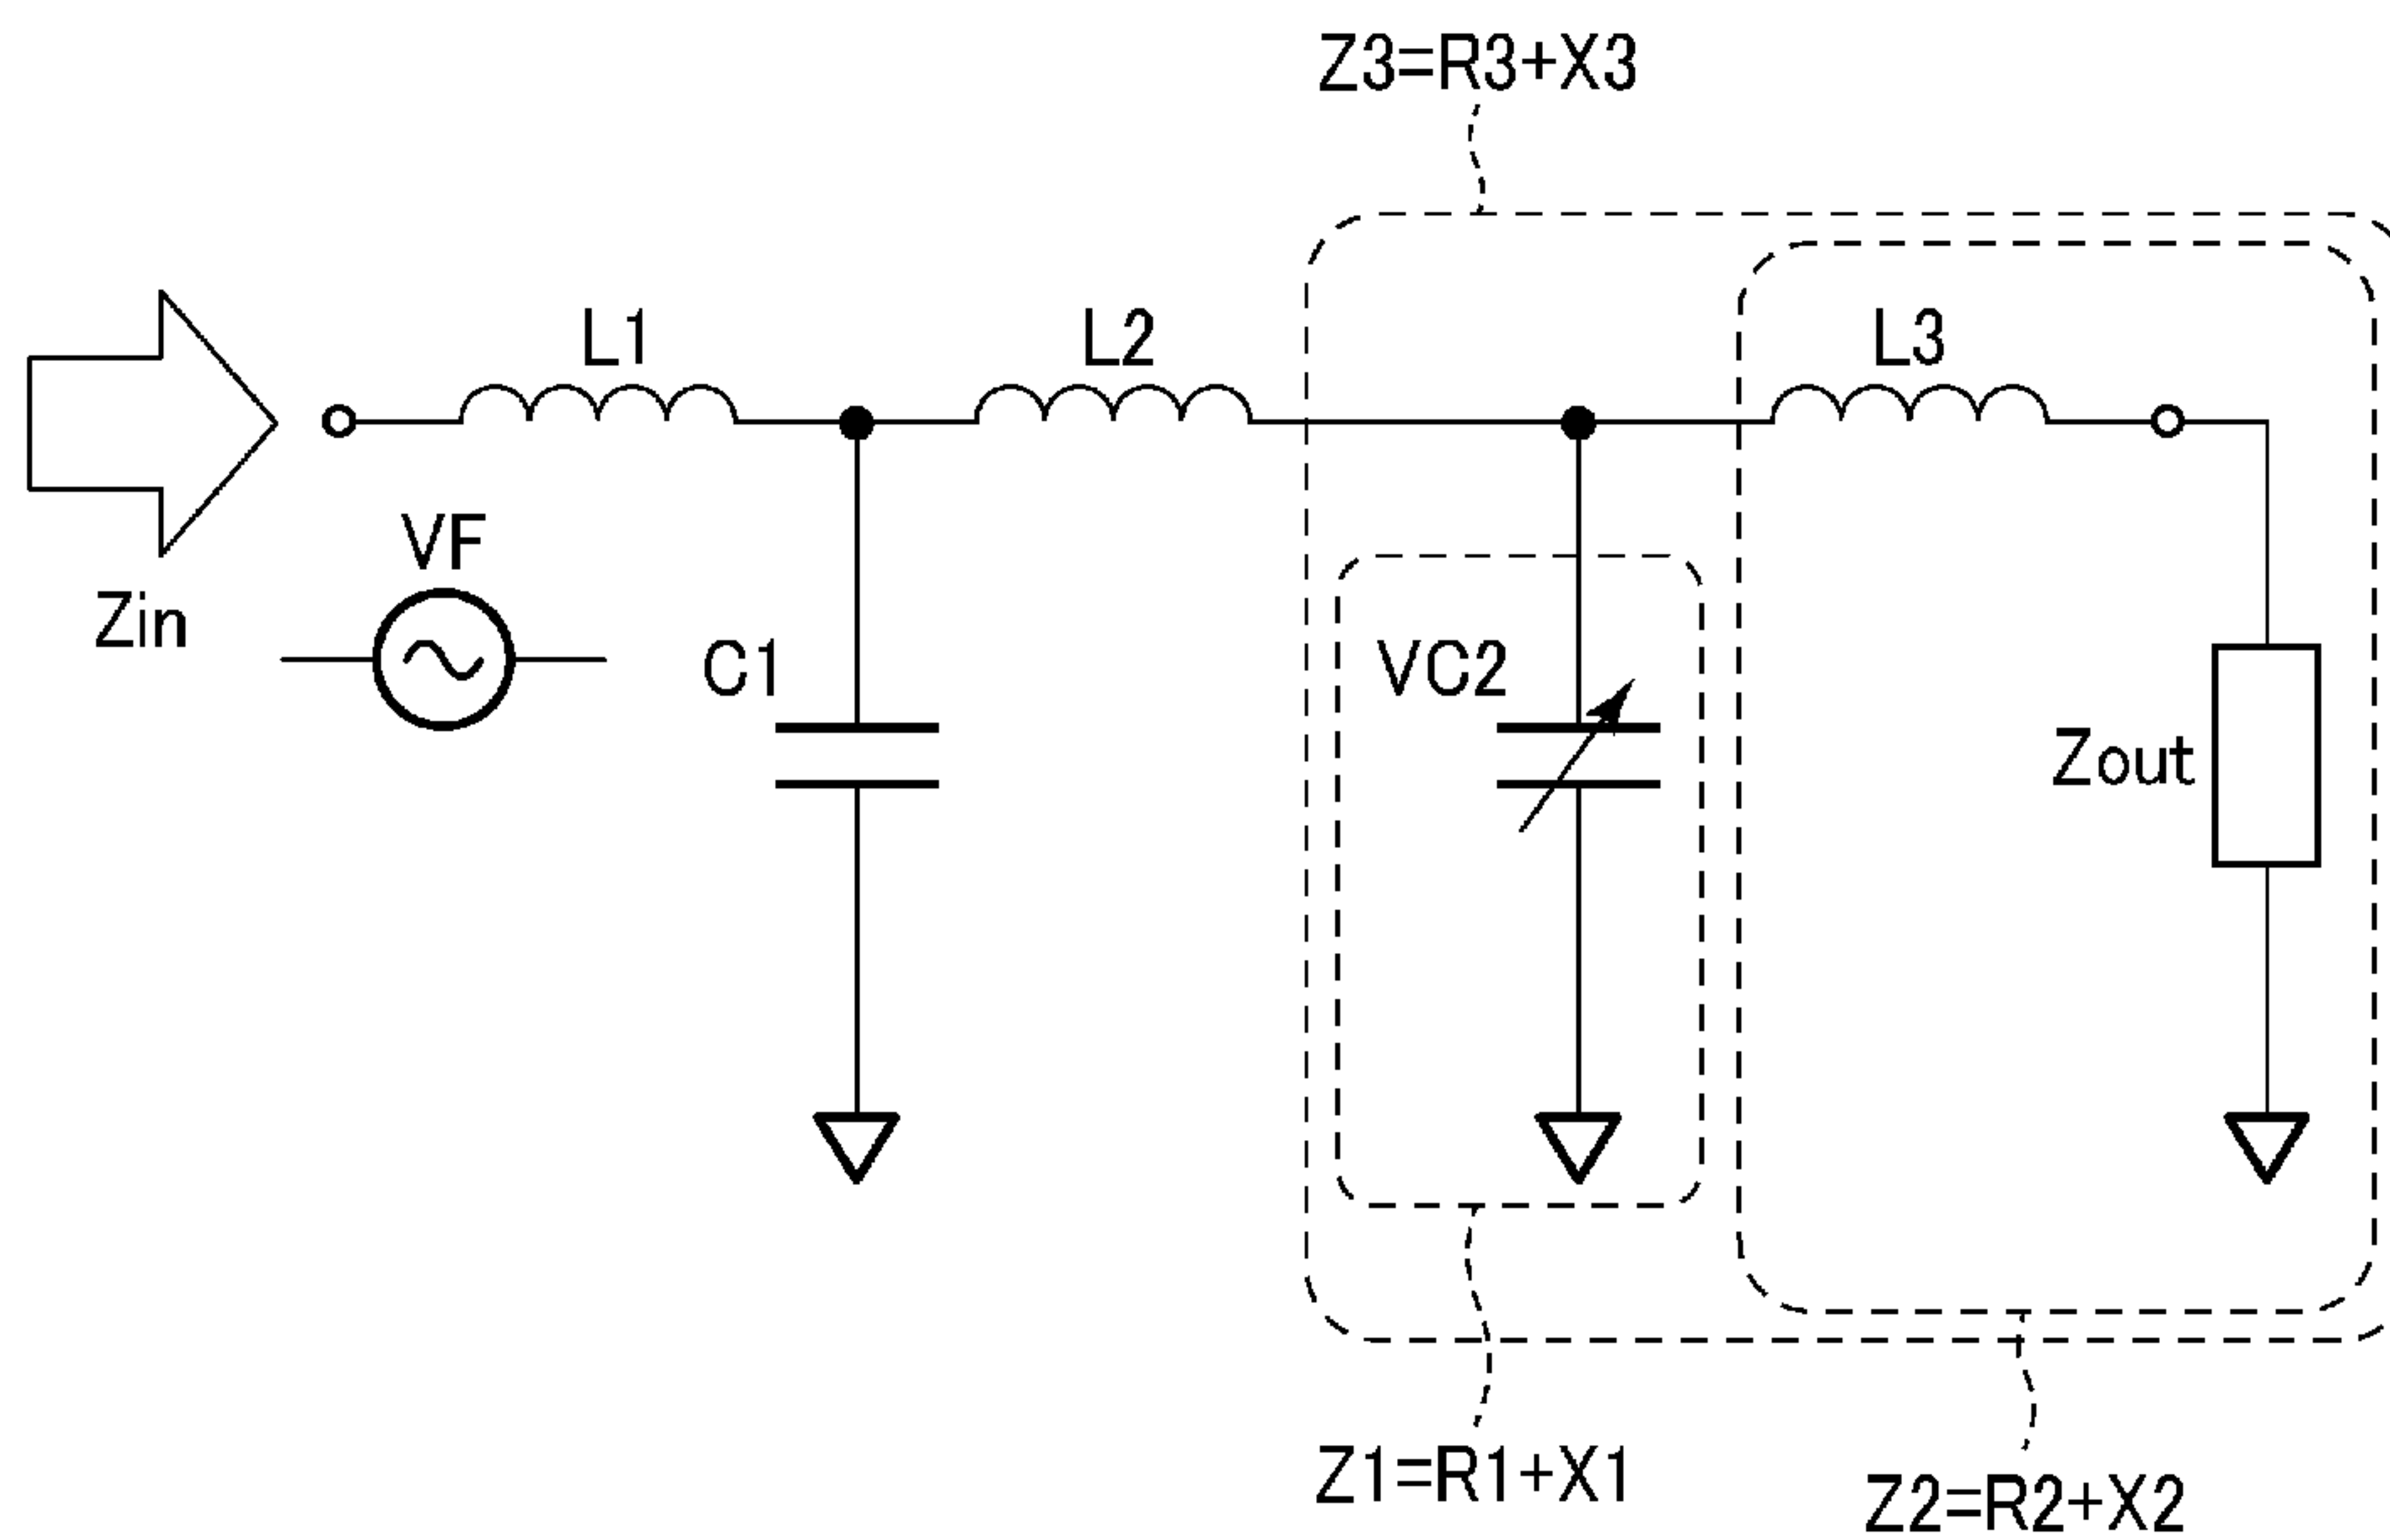 Z3=R3+X3
L1
L2
L3
VF
Zin
C1
VC2
Zout
Z1=R1+X1
Z2=R2+X2